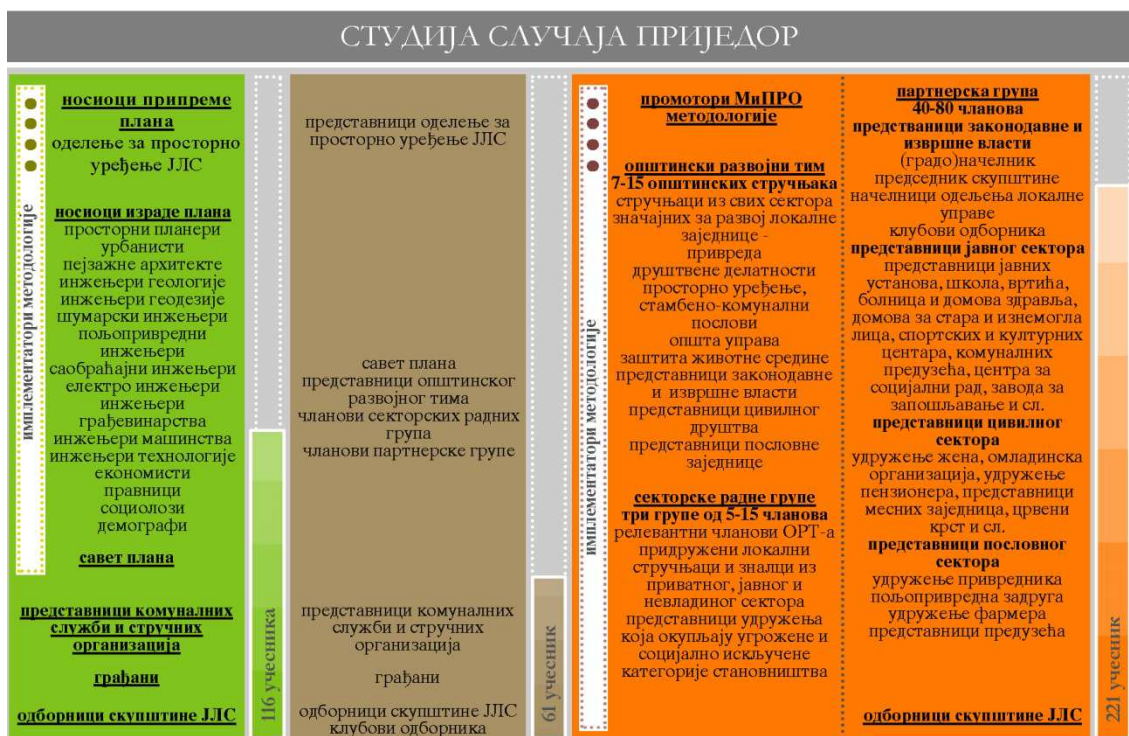 СТУДИЈА СЛУЧАЈА ПРИЈЕДОР
имплементатори методологије
носиоци припреме
плана
оделење за просторно
уређење ЈЛС
носиоци израде плана
просторни планери
урбанисти
пејзажне архитекте
инжењери геологије
инжењери геодезије
шумарски инжењери
пољопривредни
инжењери
саобраћајни инжењери
електро инжењери
инжењери
грађевинарства
инжењери машинства
инжењери технологије
економисти
правници
социолози
демографи
савет плана
представници комуналних
служби и стручних
организација
грађани
одборници скупштине ЈЛС
116 учесника
представници оделење за
просторно уређење ЈЛС
савет плана
представници општинског
развојног тима
чланови секторских радних
група
чланови партнерске групе
представници комуналних
служби и стручних
организација
грађани
одборници скупштине ЈЛС
клубови одборника
61 учесник
имплементатори методологије
промотори МиПРО
методологије
општински развојни тим
7-15 општинских стручњака
стручњаци из свих сектора
значајних за развој локалне
заједнице -
привреда
друштвене делатности
просторно уређење,
стамбено-комунални
послови
општа управа
заштита животне средине
представници законодавне
и извршне власти
представници цивилног
друштва
представници пословне
заједнице
секторске радне групе
три групе од 5-15 чланова
релевантни чланови ОРТ-а
придружени локални
стручњаци и зналци из
приватног, јавног и
невладиног сектора
представници удружења
која окупљају угрожене и
социјално искључене
категорије становништва
партнерска група
40-80 чланова
предстваници законодавне и
извршне власти
(градо)начелник
председник скупштине
начелници одељења локалне
управе
клубови одборника
представници јавног сектора
представници јавних
установа, школа, вртића,
болница и домова здравља,
домова за стара и изнемогла
лица, спортских и културних
центара, комуналних
предузећа, центра за
социјални рад, завода за
запошљавање и сл.
представници цивилног
сектора
удружење жена, омладинска
организација, удружење
пензионера, представници
месних заједница, црвени
крст и сл.
представници пословног
сектора
удружење привредника
пољопривредна задруга
удружење фармера
представници предузећа
одборници скупштине ЈЛС
221 учесник